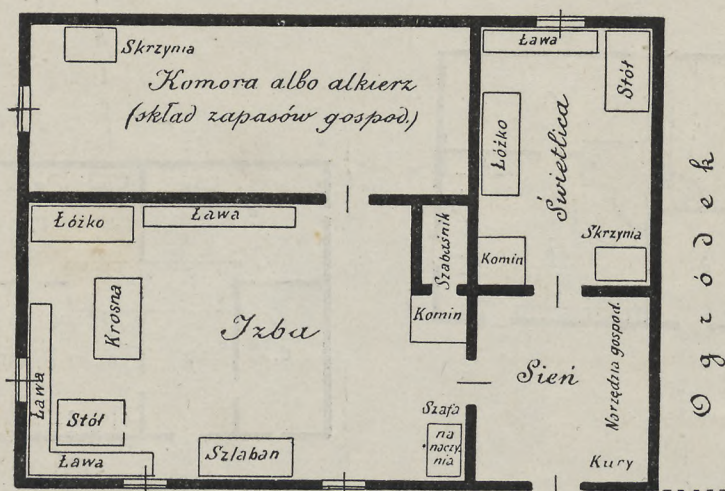 Skrzynia
Komora albo alkierz
(skład zapasów gospod.)
Ława
Stół
Łóżko
Świetlica
Skrzynia
Komin
Łóżko
Ława
Szabaśnik
Komin
Krosna
Izba
Ława
Stół
Ława
Szlaban
Szafa
na
naczy-
nia
Sień
Narzędzia gospod.
Kury
Ogródek